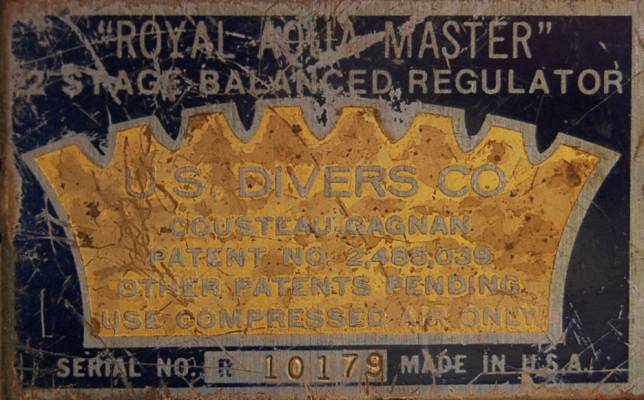 "ROYAL AQUA MASTER"
2 STAGE BALANCED REGULATOR
U.S. DIVERS CO.
COUSTEAU-GAGNAN
PATENT NO. 2,485,039
OTHER PATENTS PENDING
USE COMPRESSED AIR ONLY
SERIAL NO. R 10179 MADE IN U.S.A.